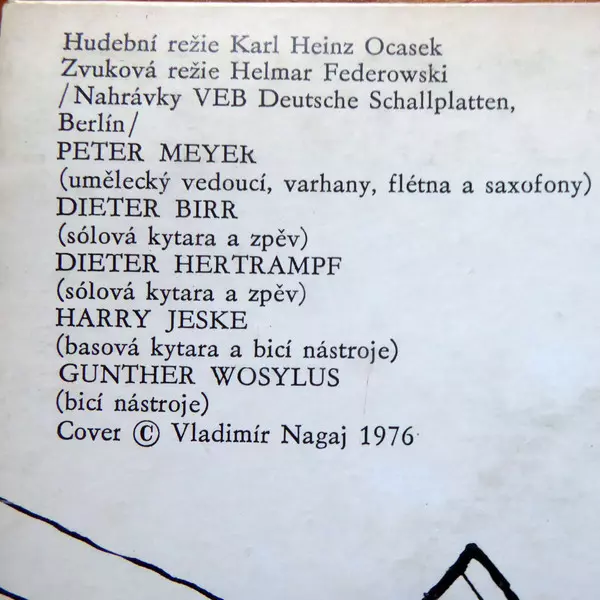 Hudební režie Karl Heinz Ocasek
Zvuková režie Helmar Federowski
/Nahrávky VEB Deutsche Schallplatten,
Berlín/
PETER MEYER
(umělecký vedoucí, varhany, flétna a saxofony)
DIETER BIRR
(sólová kytara a zpěv)
DIETER HERTRAMPF
(sólová kytara a zpěv)
HARRY JESKE
(basová kytara a bicí nástroje)
GUNTHER WOSYLUS
(bicí nástroje)
Cover © Vladimír Nagaj 1976